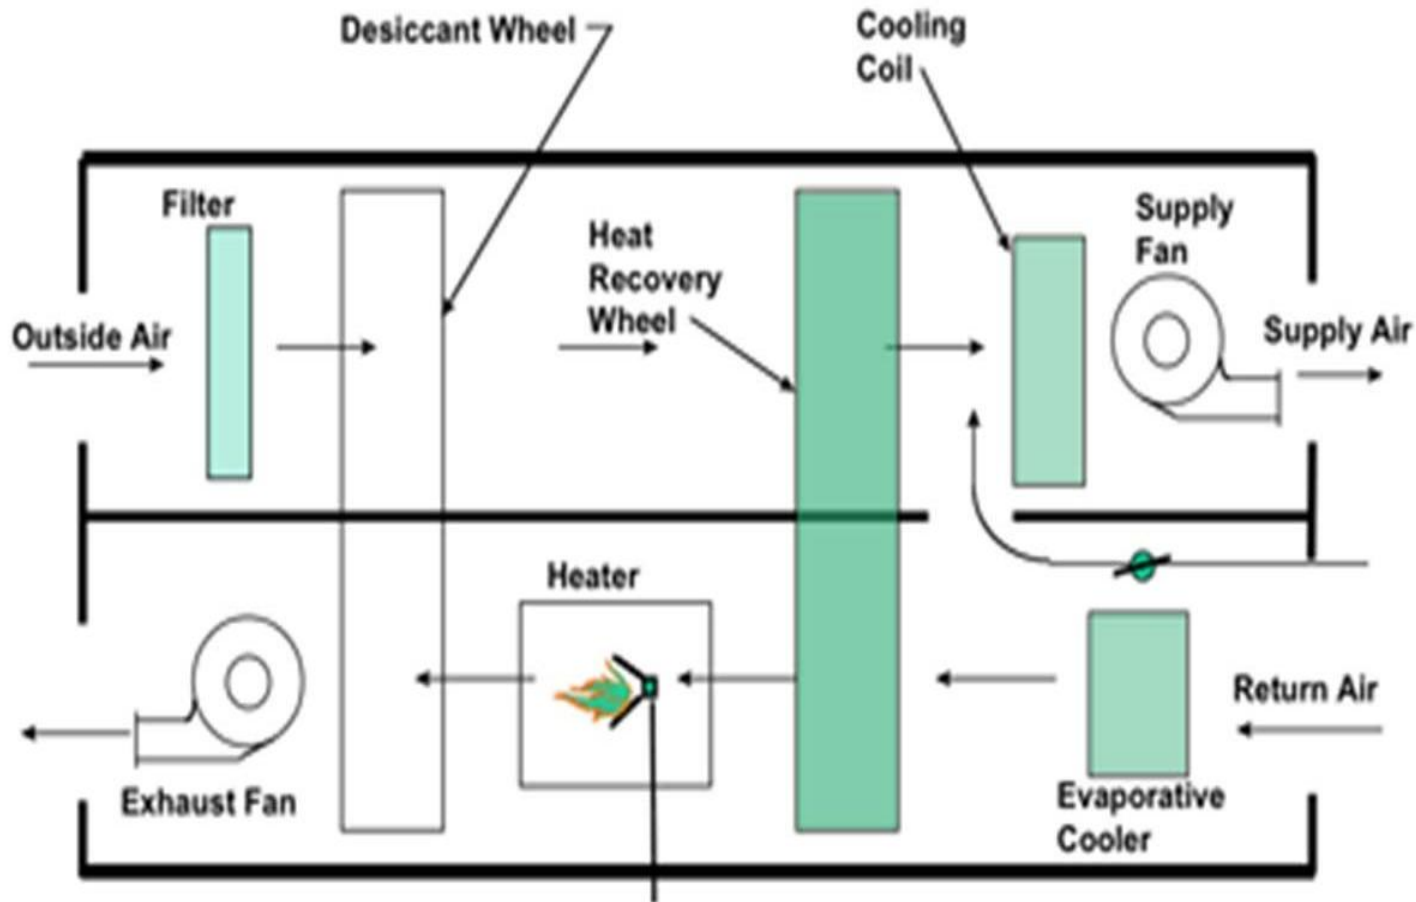 Desiccant Wheel
Cooling
Coil
Filter
Heat
Recovery
Wheel
Supply
Fan
Outside Air
Supply Air
Heater
Return Air
Exhaust Fan
Evaporative
Cooler